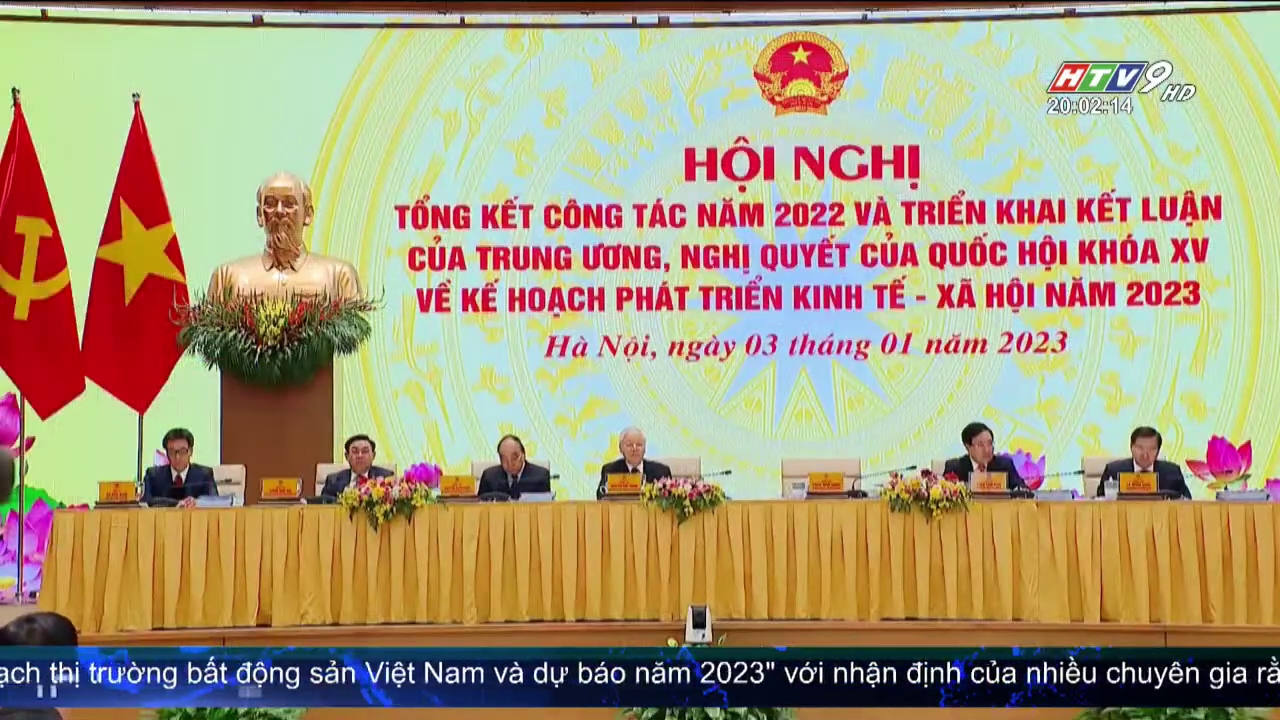 HTV9 HD
20:02:14
HỘI NGHỊ
TỔNG KẾT CÔNG TÁC NĂM 2022 VÀ TRIỂN KHAI KẾT LUẬN
CỦA TRUNG ƯƠNG, NGHỊ QUYẾT CỦA QUỐC HỘI KHÓA XV
VỀ KẾ HOẠCH PHÁT TRIỂN KINH TẾ - XÃ HỘI NĂM 2023
Hà Nội, ngày 03 tháng 01 năm 2023
ạch thị trường bất động sản Việt Nam và dự báo năm 2023" với nhận định của nhiều chuyên gia rằ